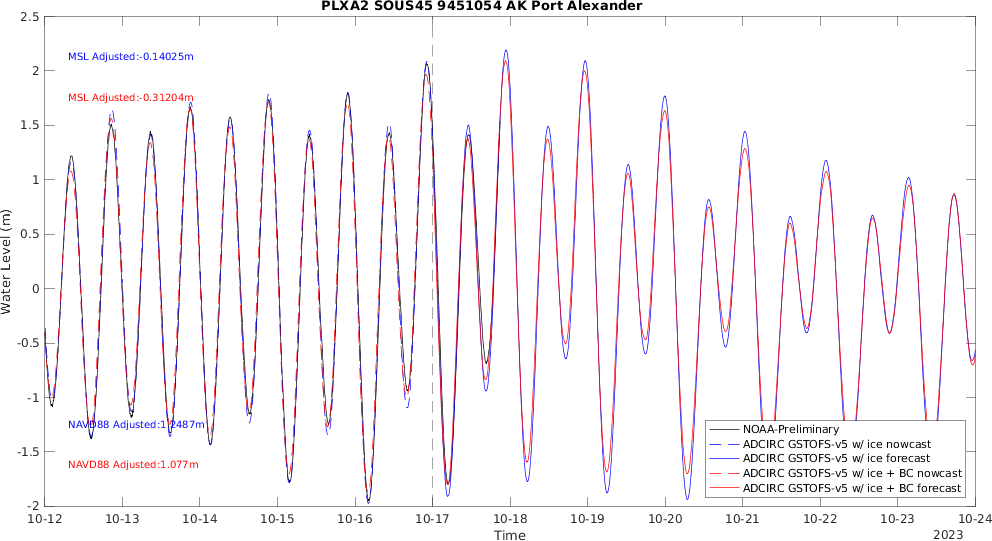 PLXA2 SOUS45 9451054 AK Port Alexander
2.5
2
1.5
1
0.5
0
-0.5
-1
-1.5
-2
Water Level (m)
MSL Adjusted:-0.14025m
MSL Adjusted:-0.31204m
NAVD88 Adjusted:1.2487m
NAVD88 Adjusted:1.077m
NOAA-Preliminary
ADCIRC GSTOFS-v5 w/ ice nowcast
ADCIRC GSTOFS-v5 w/ ice forecast
ADCIRC GSTOFS-v5 w/ ice + BC nowcast
ADCIRC GSTOFS-v5 w/ ice + BC forecast
10-12 10-13 10-14 10-15 10-16 10-17 10-18 10-19 10-20 10-21 10-22 10-23 10-24
Time
2023